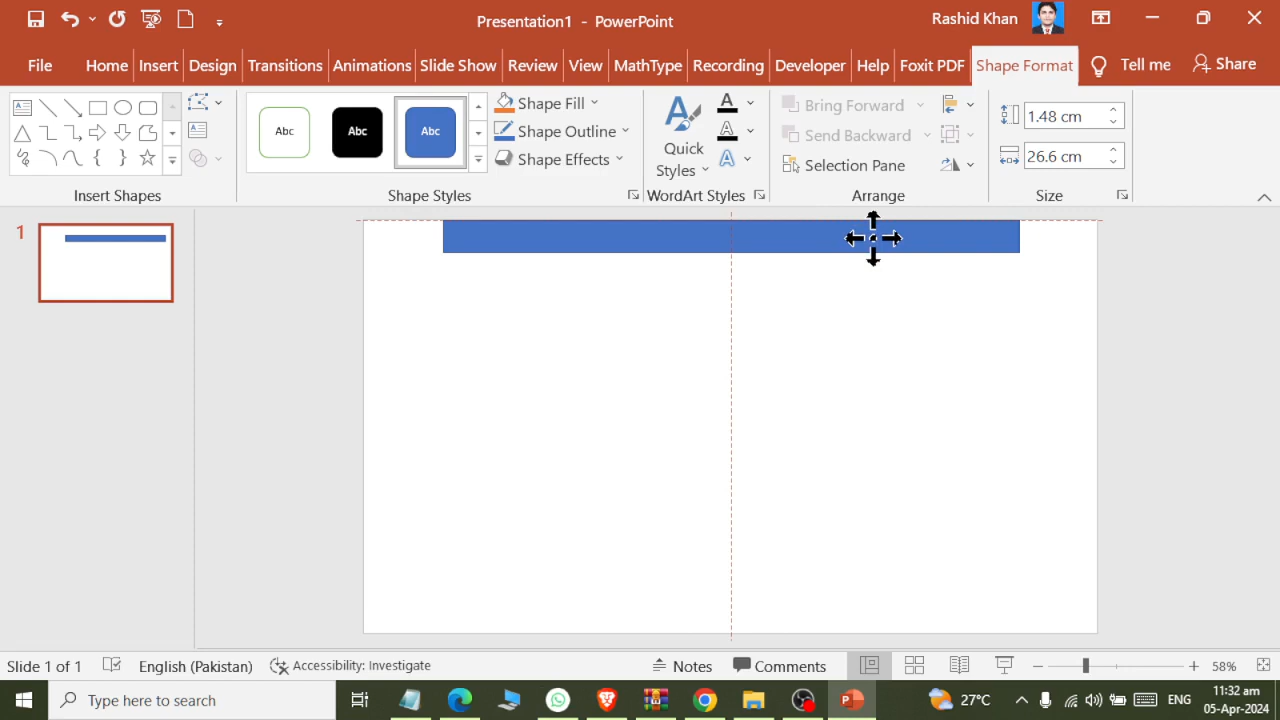 Presentation1 - PowerPoint
Rashid Khan
File Home Insert Design Transitions Animations Slide Show Review View MathType Recording Developer Help Foxit PDF Shape Format Tell me Share
Abc Abc Abc
Shape Fill
Shape Outline
Shape Effects
Quick
Styles
Bring Forward
Send Backward
Selection Pane
1.48 cm
26.6 cm
Insert Shapes Shape Styles WordArt Styles Arrange Size
1
Slide 1 of 1 English (Pakistan) Accessibility: Investigate Notes Comments 58%
Type here to search 27°C ENG
11:32 am
05-Apr-2024